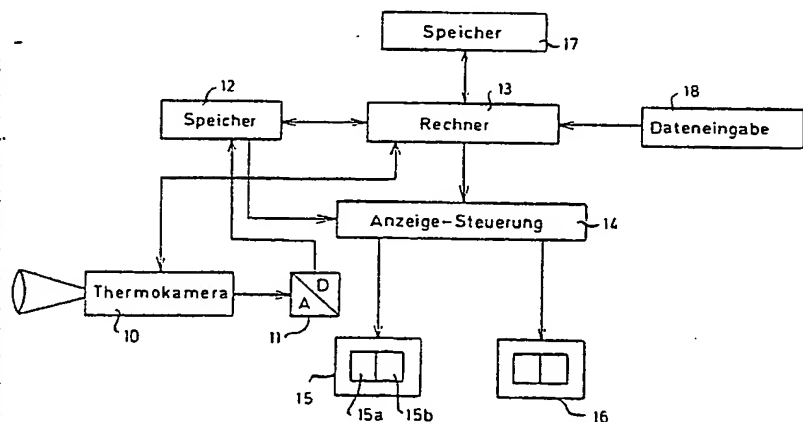 Speicher
17
12
13
18
Speicher
Rechner
Dateneingabe
Anzeige-Steuerung
14
Thermokamera
D
A
10
11
15
15a
15b
16